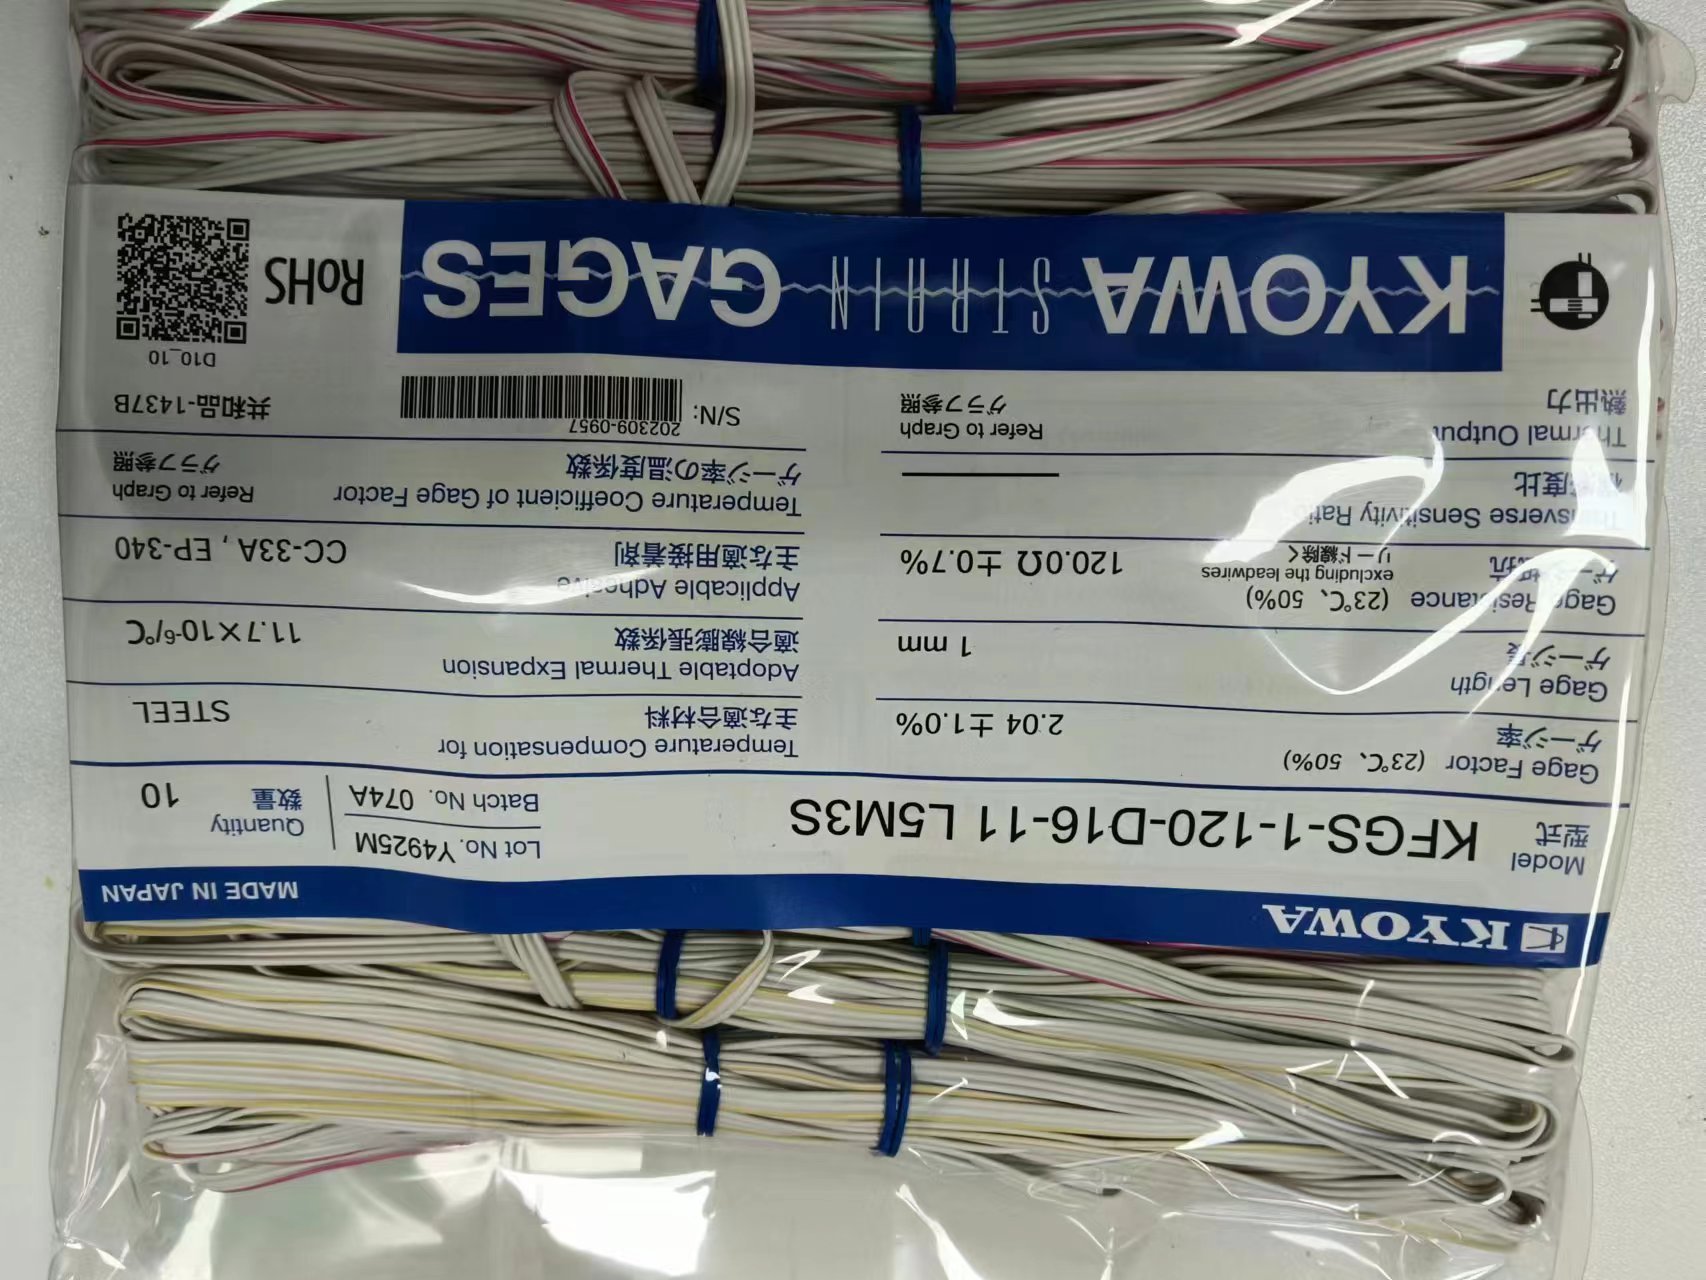 KYOWA
MADE IN JAPAN
Model
型式
KFGS-1-120-D16-11 L5M3S
Lot No. Y4925M
Batch No. 074A
Quantity
数量
10
Gage Factor (23℃、50%)
ゲージ率
2.04 ± 1.0%
Gage Length
ゲージ長
1 mm
Gage Resistance (23℃、50%)
excluding the leadwires
リード線除く
120.0Ω ±0.7%
Transverse Sensitivity Ratio
度比
Thermal Output
熱出力
Refer to Graph
グラフ参照
Temperature Compensation for
主な適合材料
STEEL
Adoptable Thermal Expansion
適合線膨張係数
11.7×10-6/℃
Applicable Adhesive
主な適用接着剤
CC-33A , EP-340
Temperature Coefficient of Gage Factor
ゲージ率の温度係数
Refer to Graph
グラフ参照
S/N:
202309-0957
共和品-1437B
KYOWA STRAIN GAGES
RoHS
D10_10